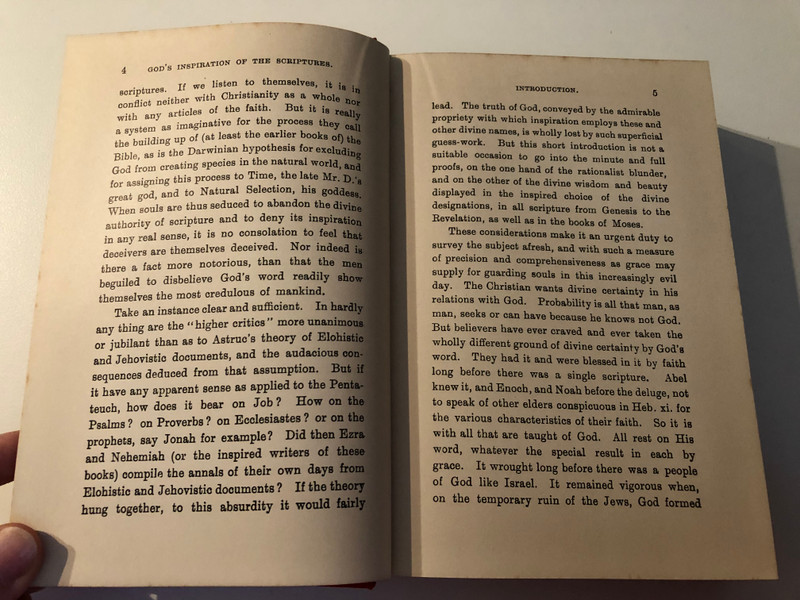 4 GOD'S INSPIRATION OF THE SCRIPTURES.
scriptures. If we listen to themselves, it is in
conflict neither with Christianity as a whole nor
with any articles of the faith. But it is really
a system as imaginative for the process they call
the building up of (at least the earlier books of) the
Bible, as is the Darwinian hypothesis for excluding
God from creating species in the natural world, and
for assigning this process to Time, the late Mr. D.'s
great god, and to Natural Selection, his goddess.
When souls are thus seduced to abandon the divine
authority of scripture and to deny its inspiration
in any real sense, it is no consolation to feel that
deceivers are themselves deceived. Nor indeed is
there a fact more notorious, than that the men
beguiled to disbelieve God's word readily show
themselves the most credulous of mankind.
Take an instance clear and sufficient. In hardly
any thing are the "higher critics" more unanimous
or jubilant than as to Astruc's theory of Elohistic
and Jehovistic documents, and the audacious con-
sequences deduced from that assumption. But if
it have any apparent sense as applied to the Penta-
teuch, how does it bear on Job? How on the
Psalms? on Proverbs? on Ecclesiastes? or on the
prophets, say Jonah for example? Did then Ezra
and Nehemiah (or the inspired writers of these
books) compile the annals of their own days from
Elohistic and Jehovistic documents? If the theory
hung together, to this absurdity it would fairly
INTRODUCTION. 5
lead. The truth of God, conveyed by the admirable
propriety with which inspiration employs these and
other divine names, is wholly lost by such superficial
guess-work. But this short introduction is not a
suitable occasion to go into the minute and full
proofs, on the one hand of the rationalist blunder,
and on the other of the divine wisdom and beauty
displayed in the inspired choice of the divine
designations, in all scripture from Genesis to the
Revelation, as well as in the books of Moses.
These considerations make it an urgent duty to
survey the subject afresh, and with such a measure
of precision and comprehensiveness as grace may
supply for guarding souls in this increasingly evil
day. The Christian wants divine certainty in his
relations with God. Probability is all that man, as
man, seeks or can have because he knows not God.
But believers have ever craved and ever taken the
wholly different ground of divine certainty by God's
word. They had it and were blessed in it by faith
long before there was a single scripture. Abel
knew it, and Enoch, and Noah before the deluge, not
to speak of other elders conspicuous in Heb. xi. for
the various characteristics of their faith. So it is
with all that are taught of God. All rest on His
word, whatever the special result in each by
grace. It wrought long before there was a people
of God like Israel. It remained vigorous when,
on the temporary ruin of the Jews, God formed